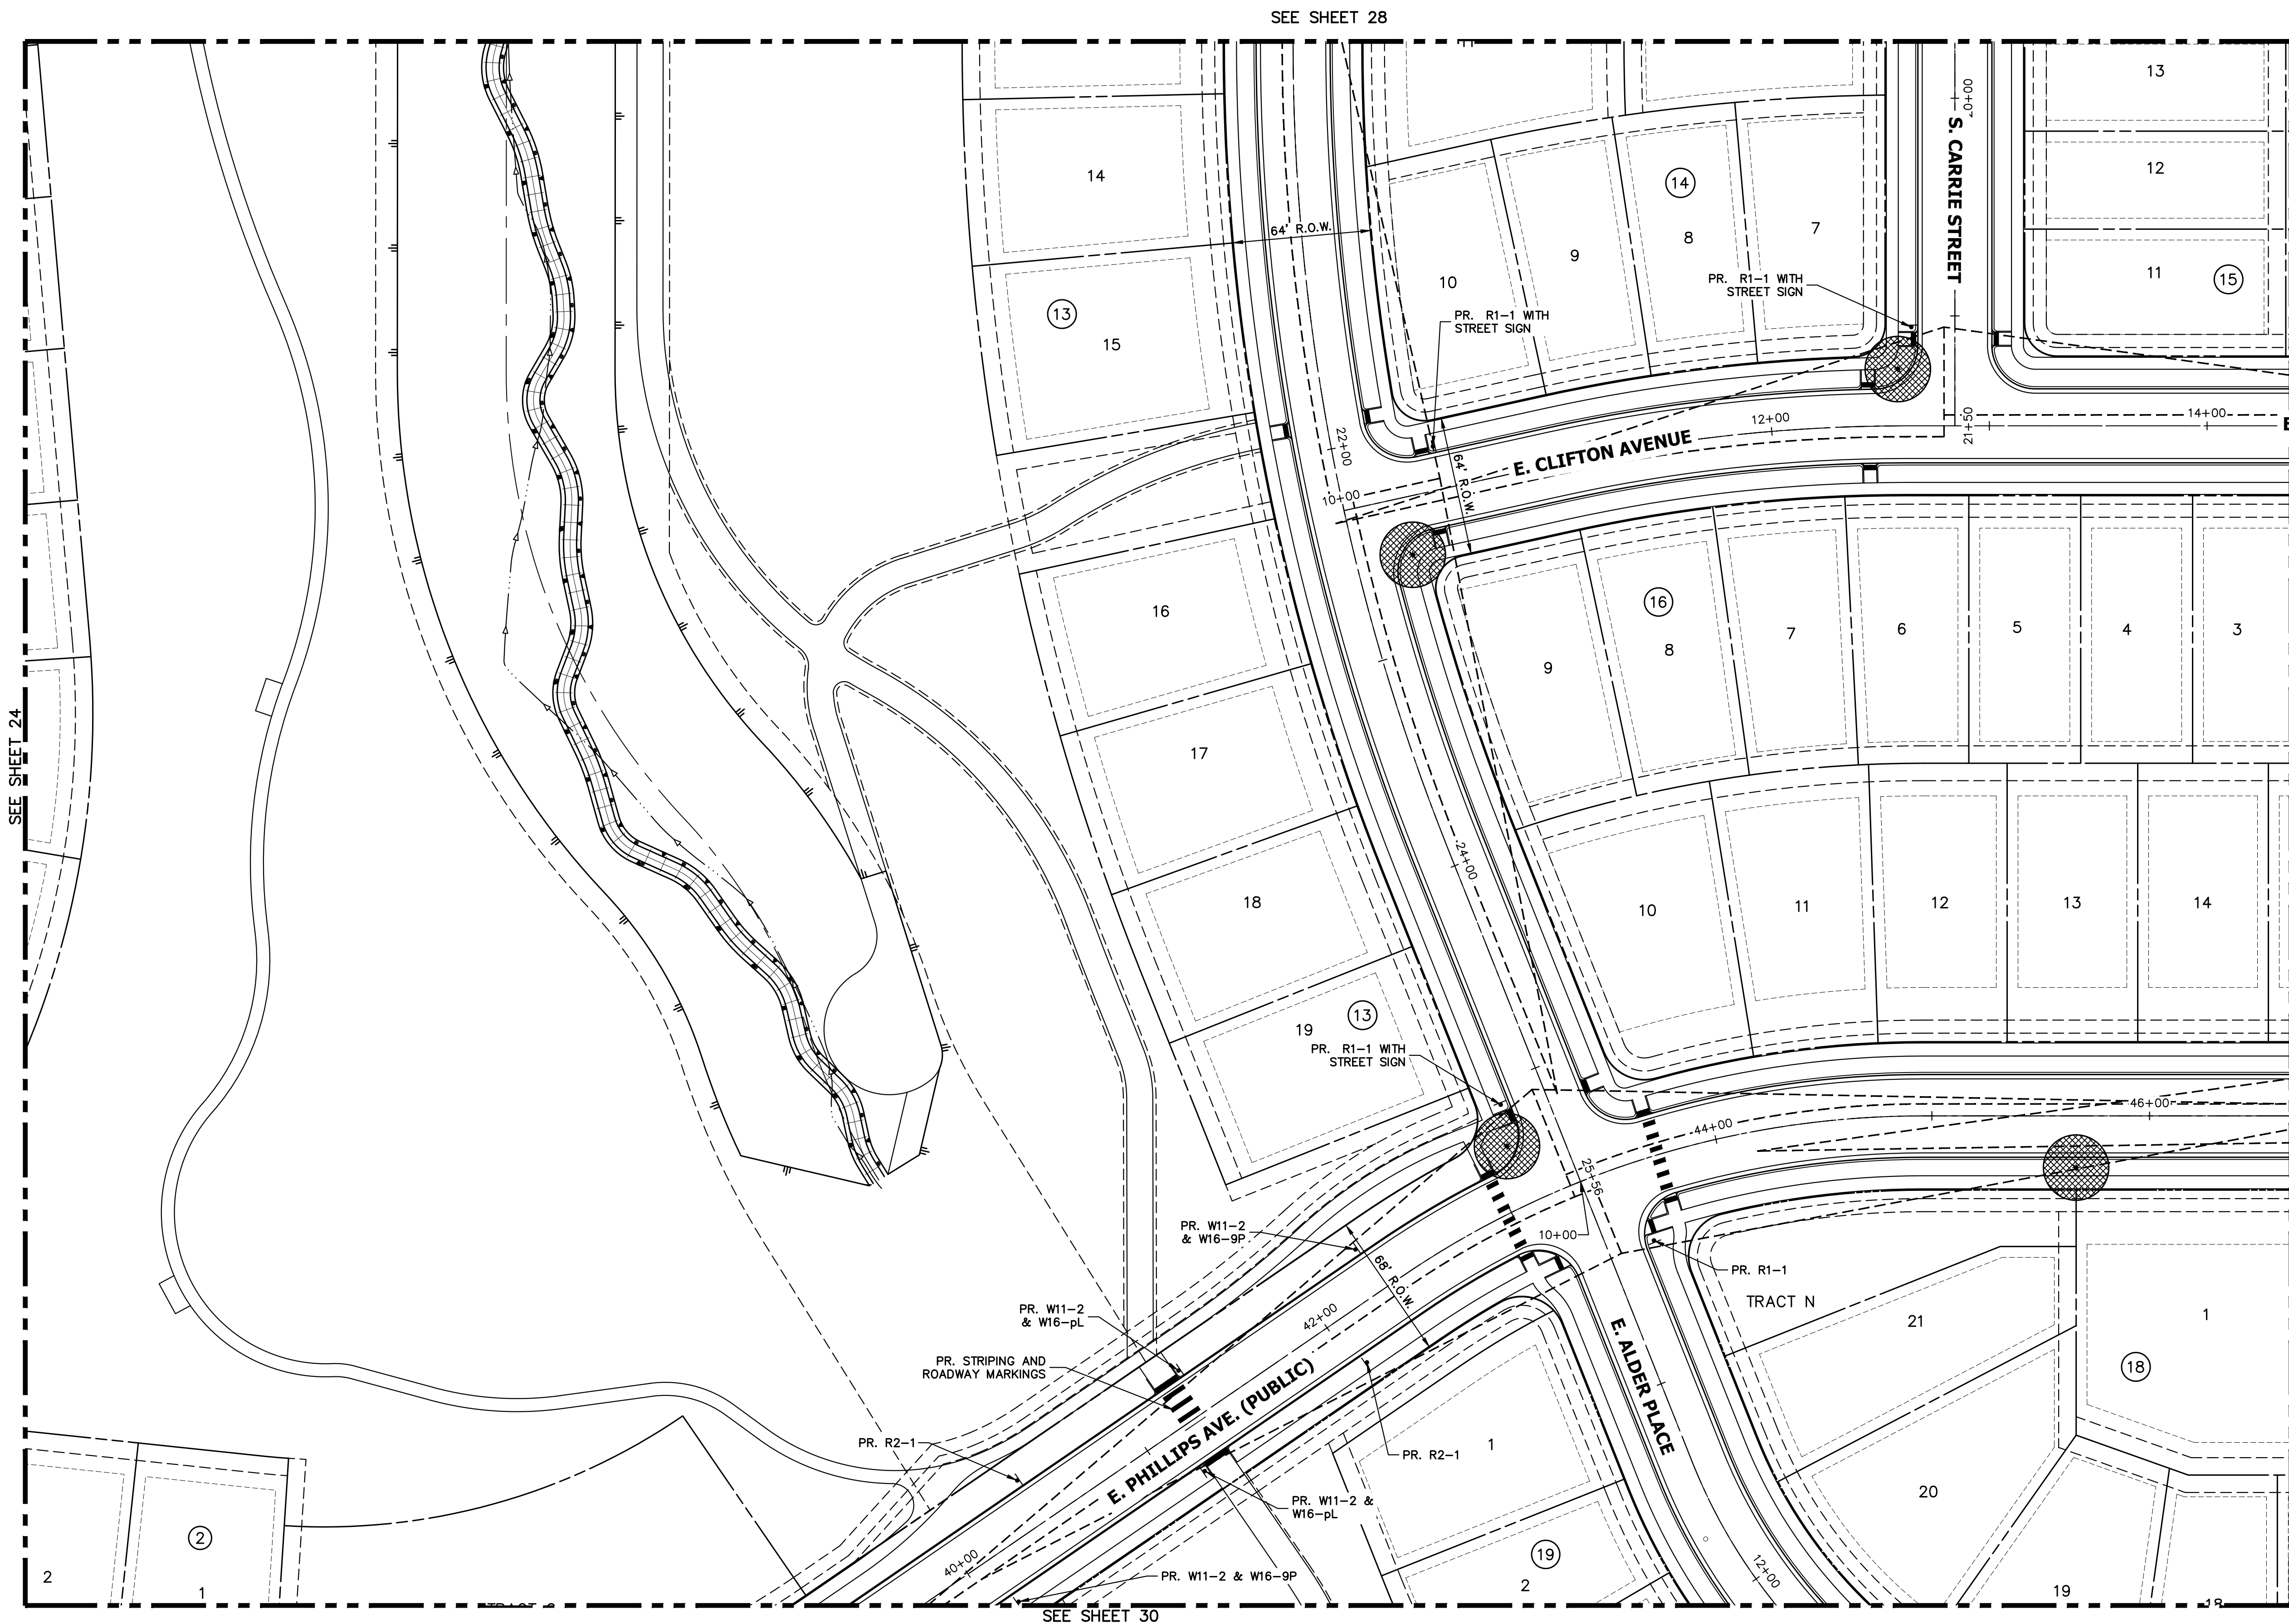 SEE SHEET 28
13
12
11
15
20+00
S. CARRIE STREET
14
13
15
64' R.O.W.
14
10
9
8
7
PR. R1-1 WITH
STREET SIGN
PR. R1-1 WITH
STREET SIGN
22+00
10+00
64' R.O.W.
E. CLIFTON AVENUE
12+00
21+50
14+00
E
16
9
8
7
6
5
4
3
16
17
18
24+00
10
11
12
13
14
SEE SHEET 24
19
13
PR. R1-1 WITH
STREET SIGN
44+00
46+00
25+56
10+00
PR. W11-2
& W16-9P
68' R.O.W.
PR. R1-1
TRACT N
21
1
18
PR. W11-2
& W16-pL
42+00
PR. STRIPING AND
ROADWAY MARKINGS
E. PHILLIPS AVE. (PUBLIC)
E. ALDER PLACE
PR. R2-1
PR. R2-1
1
20
PR. W11-2 &
W16-pL
40+00
PR. W11-2 & W16-9P
19
2
12+00
19
18
2
2
1
SEE SHEET 30